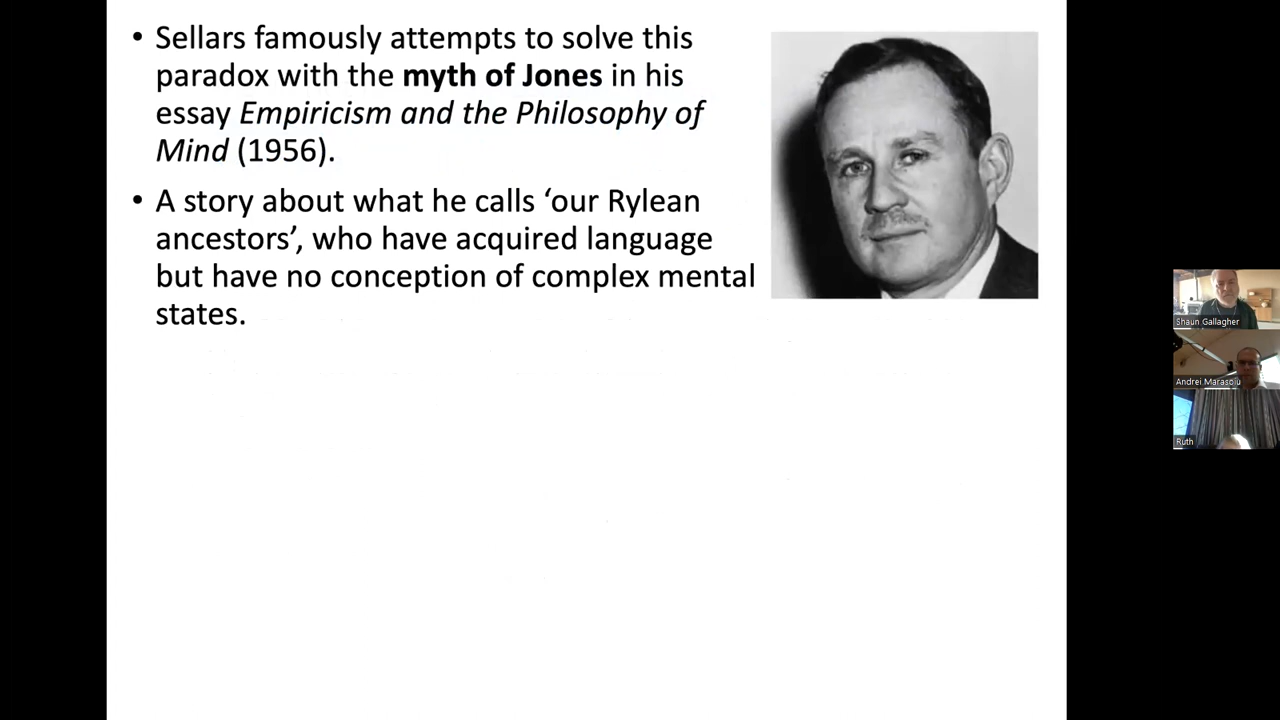 • Sellars famously attempts to solve this
paradox with the myth of Jones in his
essay Empiricism and the Philosophy of
Mind (1956).
• A story about what he calls ‘our Rylean
ancestors’, who have acquired language
but have no conception of complex mental
states.
Shaun Gallagher
Andrei Marasoiu
Ruth